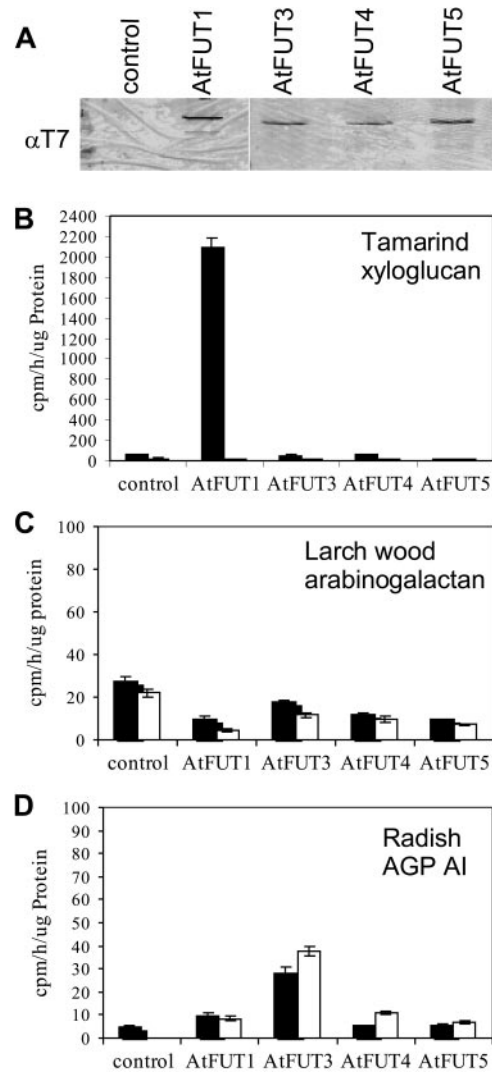 A
control
AtFUT1
AtFUT3
AtFUT4
AtFUT5
αT7
B
Tamarind
xyloglucan
cpm/h/ug Protein
2400
2200
2000
1800
1600
1400
1200
1000
800
600
400
200
0
control AtFUT1 AtFUT3 AtFUT4 AtFUT5
C
Larch wood
arabinogalactan
cpm/h/ug protein
100
80
60
40
20
0
control AtFUT1 AtFUT3 AtFUT4 AtFUT5
D
Radish
AGP AI
cpm/h/ug Protein
100
90
80
70
60
50
40
30
20
10
0
control AtFUT1 AtFUT3 AtFUT4 AtFUT5